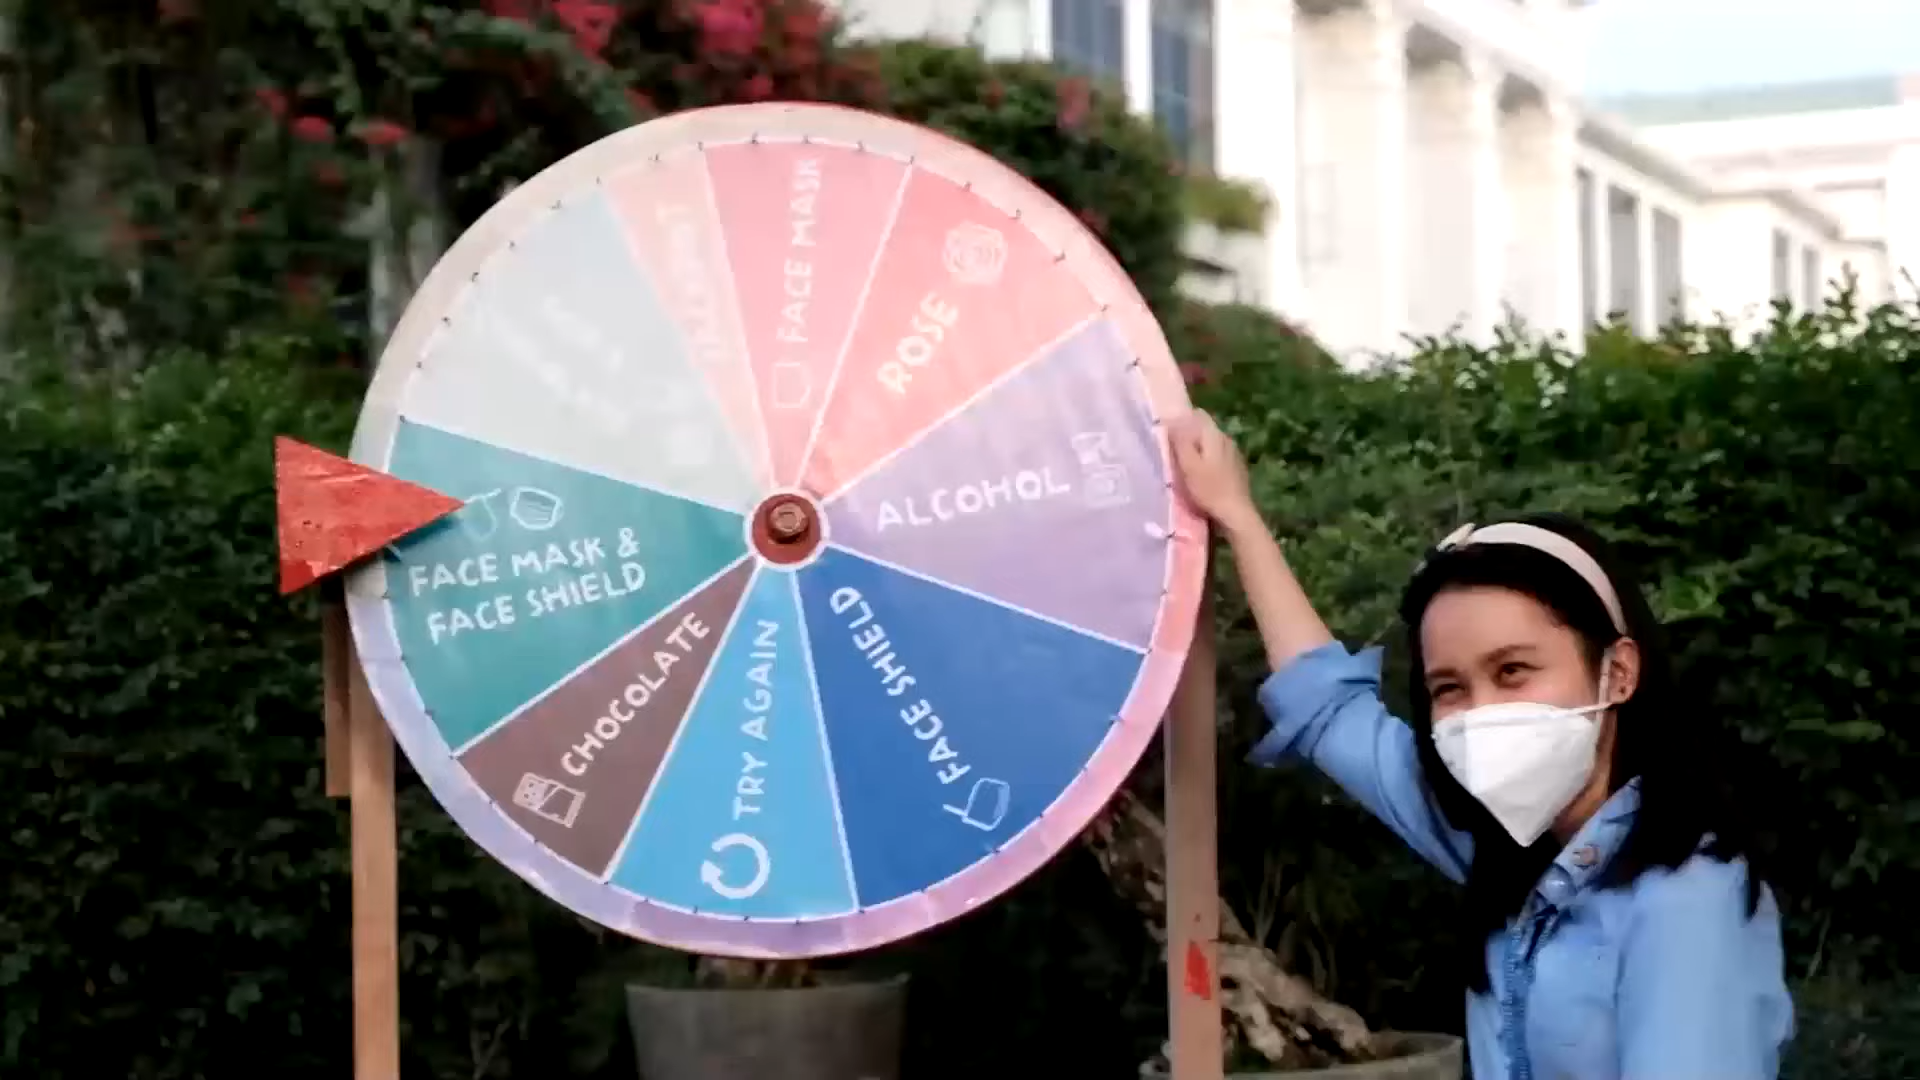 FACE MASK
ROSE
ALCOHOL
FACE SHIELD
TRY AGAIN
CHOCOLATE
FACE MASK &
FACE SHIELD